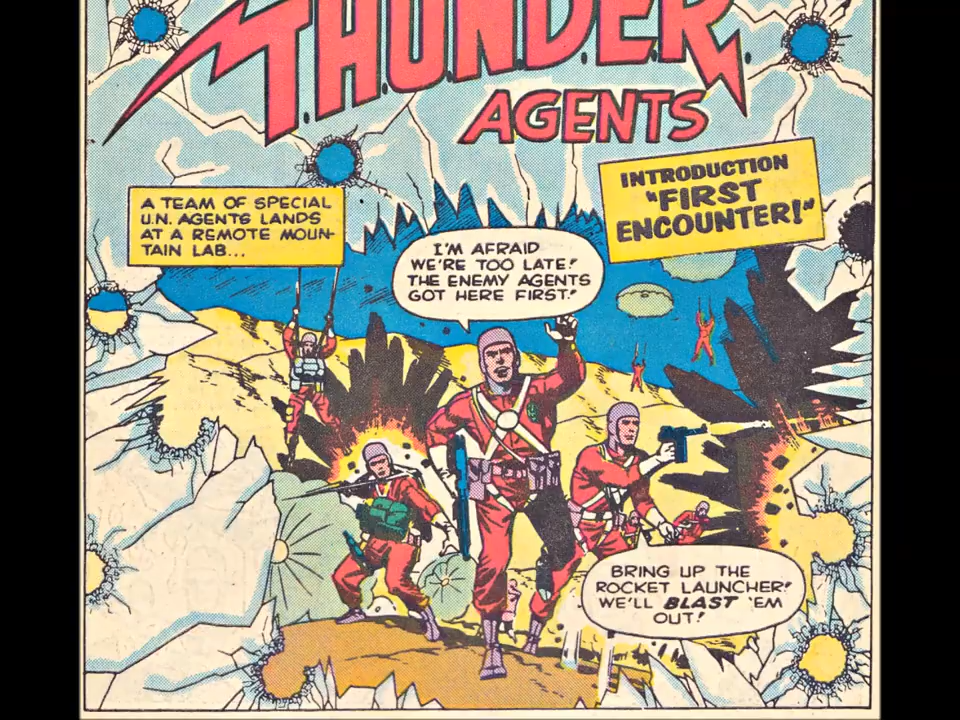 T.H.U.N.D.E.R.
AGENTS
INTRODUCTION
"FIRST
ENCOUNTER!"
A TEAM OF SPECIAL
U.N. AGENTS LANDS
AT A REMOTE MOUN-
TAIN LAB...
I'M AFRAID
WE'RE TOO LATE!
THE ENEMY AGENTS
GOT HERE FIRST!
BRING UP THE
ROCKET LAUNCHER!
WE'LL BLAST 'EM
OUT!